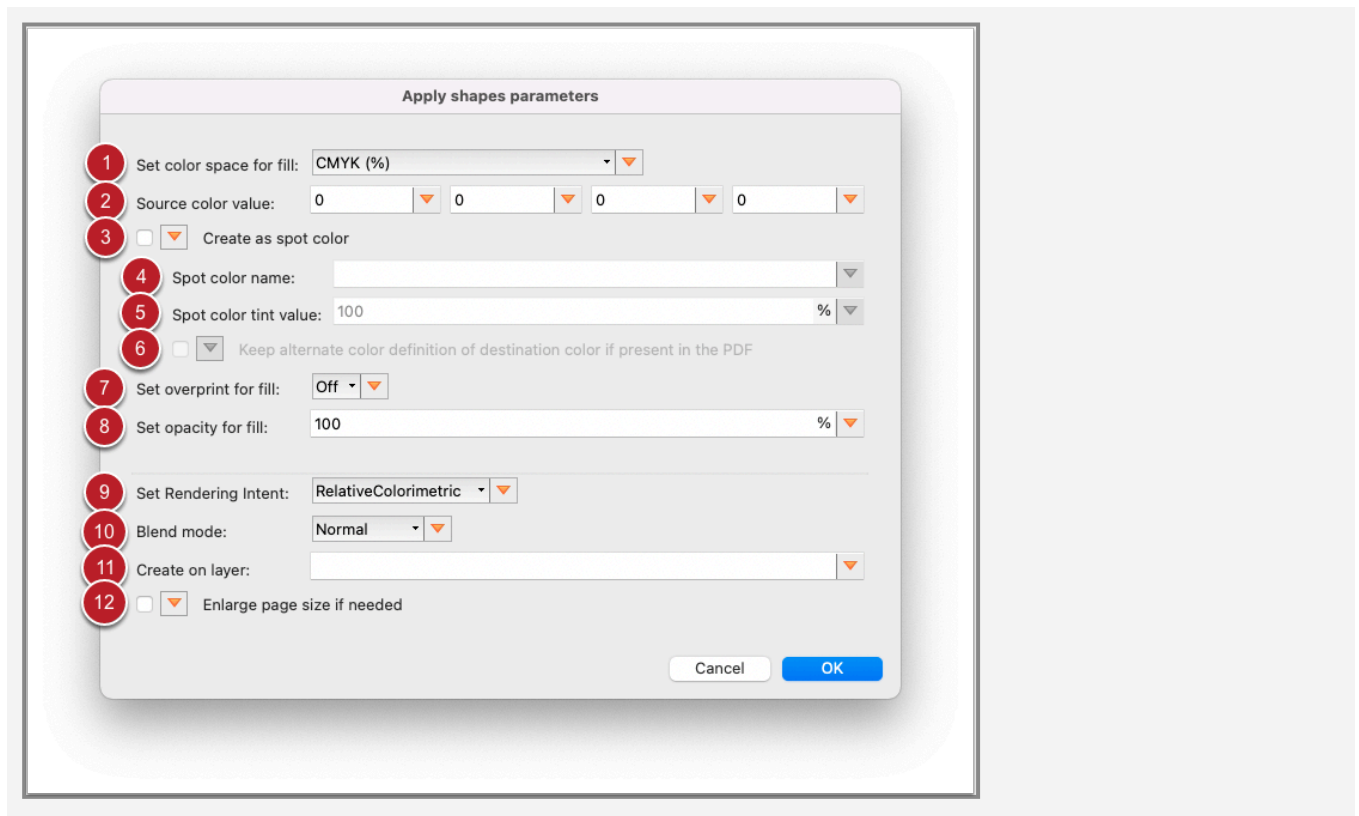 Apply shapes parameters
1 Set color space for fill: CMYK (%)
2 Source color value: 0 0 0 0
3 Create as spot color
4 Spot color name:
5 Spot color tint value: 100 %
6 Keep alternate color definition of destination color if present in the PDF
7 Set overprint for fill: Off
8 Set opacity for fill: 100 %
9 Set Rendering Intent: RelativeColorimetric
10 Blend mode: Normal
11 Create on layer:
12 Enlarge page size if needed
Cancel OK